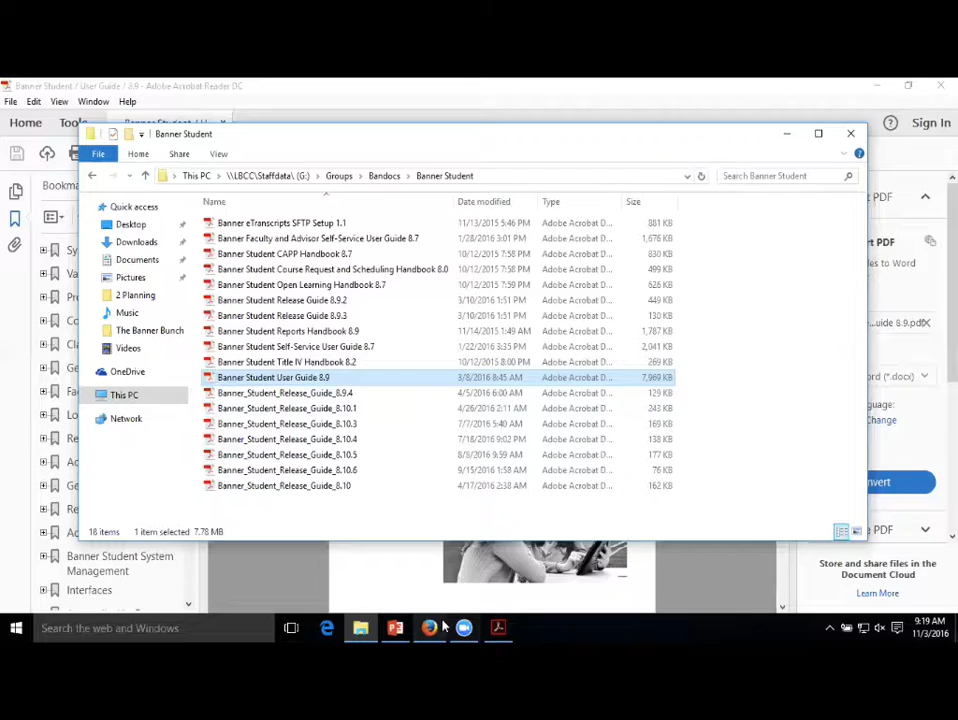 Banner Student / User Guide / 8.9 - Adobe Acrobat Reader DC
File Edit View Window Help
Home Tools
Sign In
Banner Student
File Home Share View
This PC \\LBCC\Staffdata\ (G:) Groups Bandocs Banner Student Search Banner Student
Name Date modified Type Size
Quick access
Desktop
Downloads
Documents
Pictures
2 Planning
Music
The Banner Bunch
Videos
OneDrive
This PC
Network
Banner eTranscripts SFTP Setup 1.1 11/13/2015 5:46 PM Adobe Acrobat D... 881 KB
Banner Faculty and Advisor Self-Service User Guide 8.7 1/28/2016 3:01 PM Adobe Acrobat D... 1,676 KB
Banner Student CAPP Handbook 8.7 10/12/2015 7:58 PM Adobe Acrobat D... 830 KB
Banner Student Course Request and Scheduling Handbook 8.0 10/12/2015 7:58 PM Adobe Acrobat D... 499 KB
Banner Student Open Learning Handbook 8.7 10/12/2015 7:59 PM Adobe Acrobat D... 626 KB
Banner Student Release Guide 8.9.2 3/10/2016 1:51 PM Adobe Acrobat D... 449 KB
Banner Student Release Guide 8.9.3 3/10/2016 1:51 PM Adobe Acrobat D... 130 KB
Banner Student Reports Handbook 8.9 11/14/2015 1:49 AM Adobe Acrobat D... 1,787 KB
Banner Student Self-Service User Guide 8.7 1/22/2016 3:35 PM Adobe Acrobat D... 2,041 KB
Banner Student Title IV Handbook 8.2 10/12/2015 8:00 PM Adobe Acrobat D... 269 KB
Banner Student User Guide 8.9 3/8/2016 8:45 AM Adobe Acrobat D... 7,969 KB
Banner_Student_Release_Guide_8.9.4 4/5/2016 6:00 AM Adobe Acrobat D... 129 KB
Banner_Student_Release_Guide_8.10.1 4/26/2016 2:11 AM Adobe Acrobat D... 243 KB
Banner_Student_Release_Guide_8.10.3 7/7/2016 5:40 AM Adobe Acrobat D... 169 KB
Banner_Student_Release_Guide_8.10.4 7/18/2016 9:02 PM Adobe Acrobat D... 138 KB
Banner_Student_Release_Guide_8.10.5 8/8/2016 9:59 AM Adobe Acrobat D... 177 KB
Banner_Student_Release_Guide_8.10.6 9/15/2016 1:58 AM Adobe Acrobat D... 76 KB
Banner_Student_Release_Guide_8.10 4/17/2016 2:38 AM Adobe Acrobat D... 162 KB
18 items 1 item selected 7.78 MB
Bookma
Sy
Va
Pr
Co
Cla
Ge
Fac
Lo
Re
Ac
Ge
Re
Ac
Banner Student System
Management
Interfaces
DF
rt PDF
les to Word
uide 8.9.pdf X
rd (*.docx)
guage:
Change
nvert
e PDF
Store and share files in the
Document Cloud
Learn More
Search the web and Windows
9:19 AM
11/3/2016